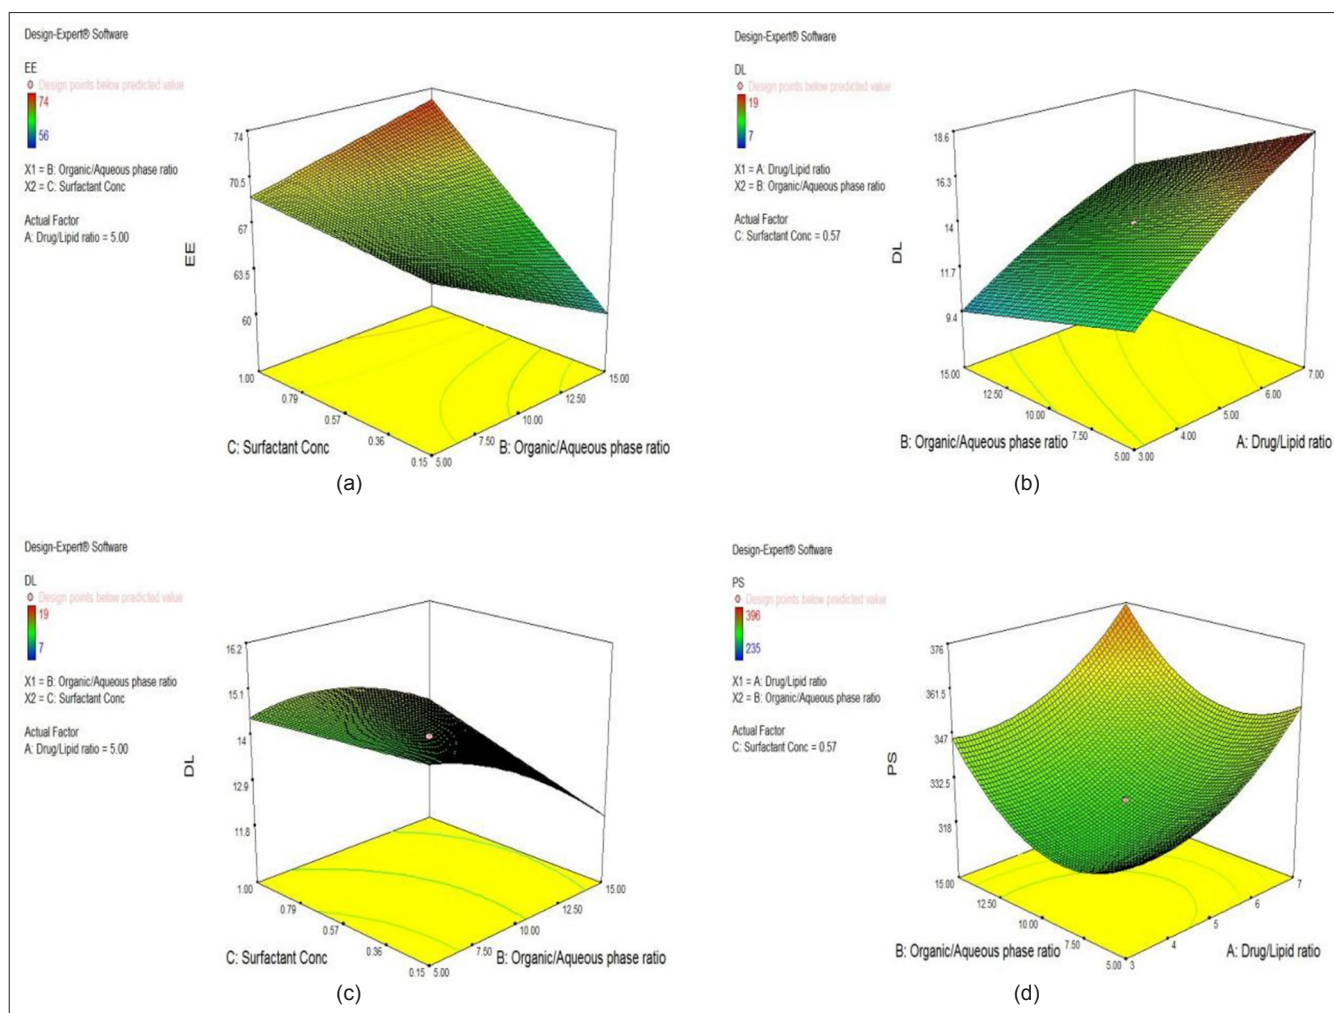 Design-Expert® Software
EE
Design points below predicted value
74
56
X1 = B: Organic/Aqueous phase ratio
X2 = C: Surfactant Conc
Actual Factor
A: Drug/Lipid ratio = 5.00
74
70.5
67
63.5
60
EE
1.00
0.79
0.57
0.36
0.15
5.00
7.50
10.00
12.50
15.00
C: Surfactant Conc
B: Organic/Aqueous phase ratio
(a)
Design-Expert® Software
DL
Design points below predicted value
19
7
X1 = A: Drug/Lipid ratio
X2 = B: Organic/Aqueous phase ratio
Actual Factor
C: Surfactant Conc = 0.57
18.6
16.3
14
11.7
9.4
DL
15.00
12.50
10.00
7.50
5.00
3.00
4.00
5.00
6.00
7.00
B: Organic/Aqueous phase ratio
A: Drug/Lipid ratio
(b)
Design-Expert® Software
DL
Design points below predicted value
19
7
X1 = B: Organic/Aqueous phase ratio
X2 = C: Surfactant Conc
Actual Factor
A: Drug/Lipid ratio = 5.00
16.2
15.1
14
12.9
11.8
DL
1.00
0.79
0.57
0.36
0.15
5.00
7.50
10.00
12.50
15.00
C: Surfactant Conc
B: Organic/Aqueous phase ratio
(c)
Design-Expert® Software
PS
Design points below predicted value
396
235
X1 = A: Drug/Lipid ratio
X2 = B: Organic/Aqueous phase ratio
Actual Factor
C: Surfactant Conc = 0.57
376
361.5
347
332.5
318
PS
15.00
12.50
10.00
7.50
5.00
3
4
5
6
7
B: Organic/Aqueous phase ratio
A: Drug/Lipid ratio
(d)